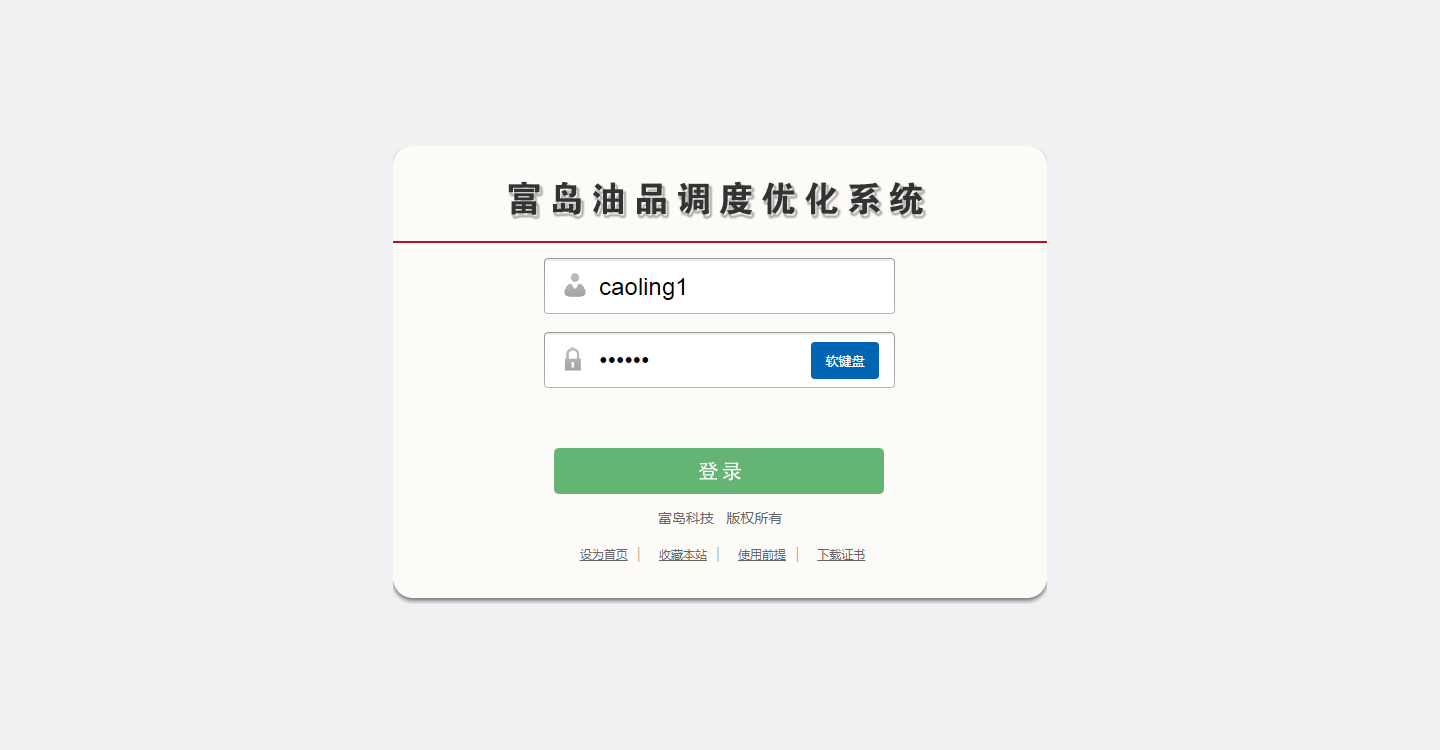 富岛油品调度优化系统
caoling1
••••••
软键盘
登录
富岛科技 版权所有
设为首页 | 收藏本站 | 使用前提 | 下载证书